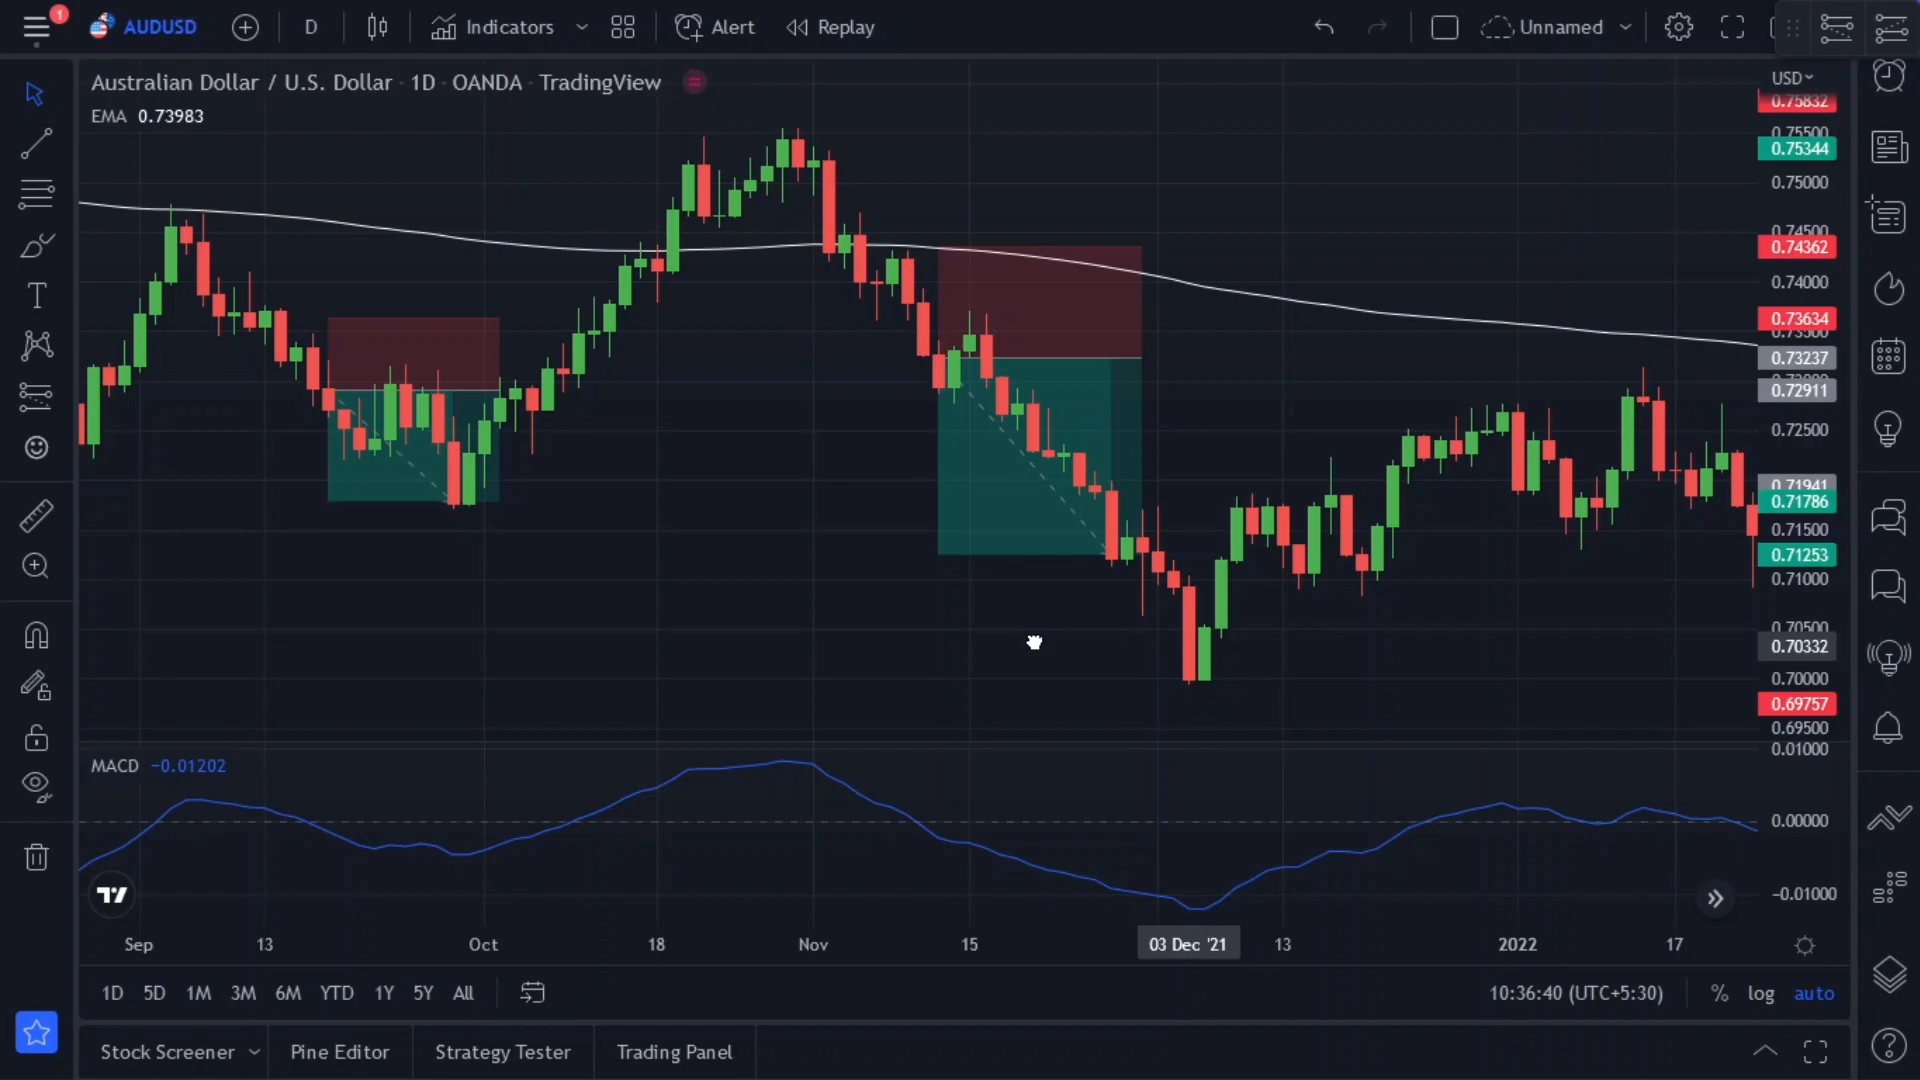 1
AUDUSD
D
Indicators
Alert
Replay
Unnamed
Australian Dollar / U.S. Dollar · 1D · OANDA · TradingView
EMA 0.73983
USD
0.75832
0.75500
0.75344
0.75000
0.74500
0.74362
0.74000
0.73634
0.73500
0.73237
0.72911
0.72500
0.71941
0.71786
0.71500
0.71253
0.71000
0.70500
0.70332
0.70000
0.69757
0.69500
0.01000
MACD −0.01202
0.00000
−0.01000
Sep 13 Oct 18 Nov 15 03 Dec '21 13 2022 17
1D 5D 1M 3M 6M YTD 1Y 5Y All
10:36:40 (UTC+5:30) % log auto
Stock Screener Pine Editor Strategy Tester Trading Panel